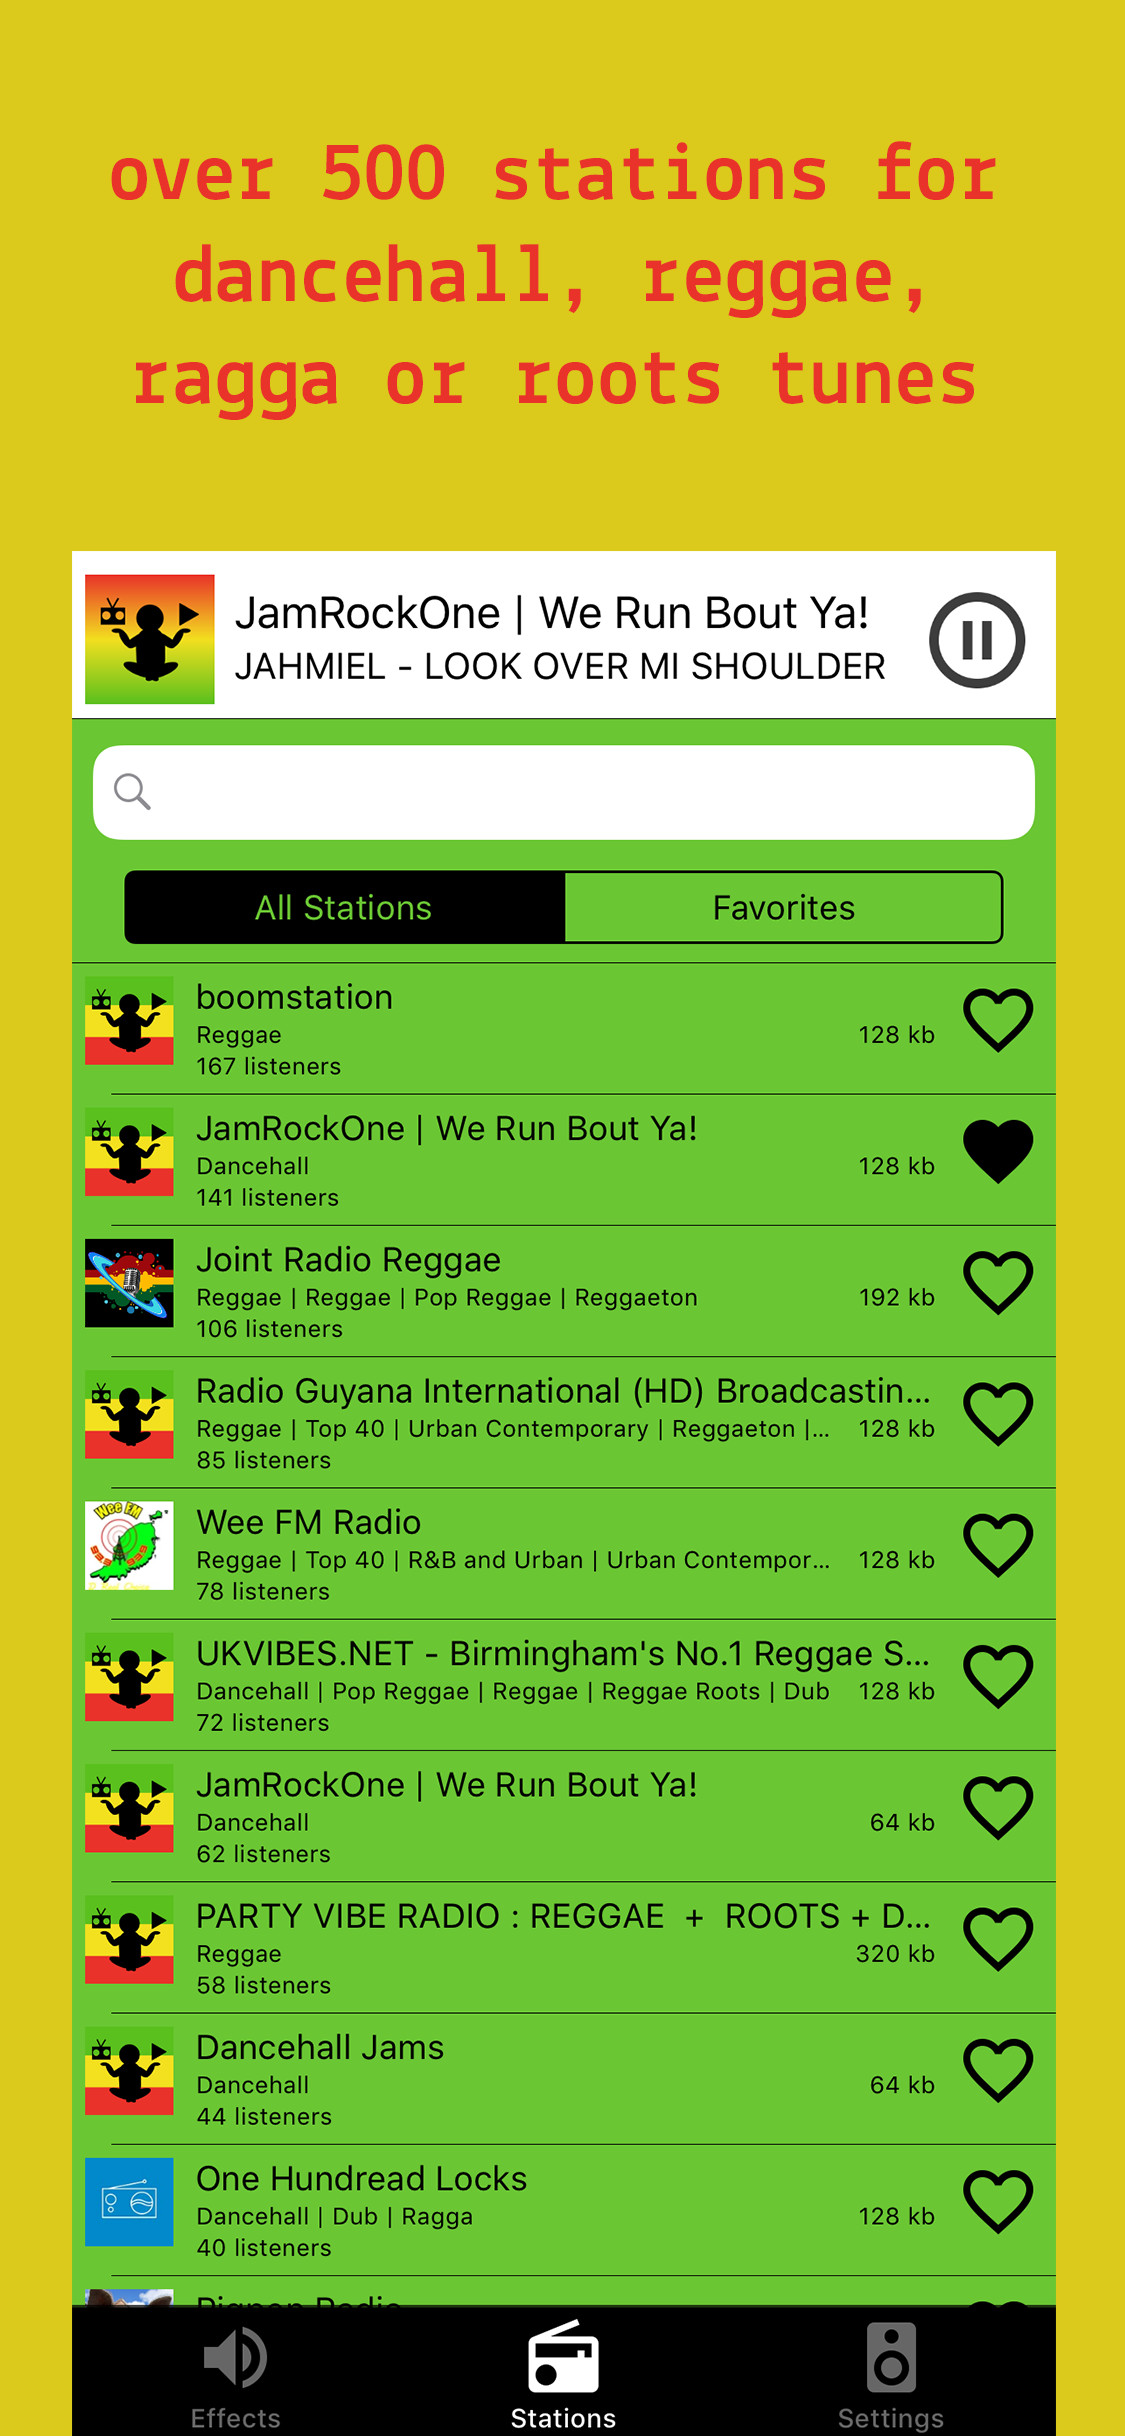 over 500 stations for
dancehall, reggae,
ragga or roots tunes
JamRockOne | We Run Bout Ya!
JAHMIEL - LOOK OVER MI SHOULDER
All Stations
Favorites
boomstation
Reggae
128 kb
167 listeners
JamRockOne | We Run Bout Ya!
Dancehall
128 kb
141 listeners
Joint Radio Reggae
Reggae | Reggae | Pop Reggae | Reggaeton
192 kb
106 listeners
Radio Guyana International (HD) Broadcastin...
Reggae | Top 40 | Urban Contemporary | Reggaeton |...
128 kb
85 listeners
Wee FM
Wee FM Radio
Reggae | Top 40 | R&B and Urban | Urban Contempor...
128 kb
78 listeners
UKVIBES.NET - Birmingham's No.1 Reggae S...
Dancehall | Pop Reggae | Reggae | Reggae Roots | Dub
128 kb
72 listeners
JamRockOne | We Run Bout Ya!
Dancehall
64 kb
62 listeners
PARTY VIBE RADIO : REGGAE + ROOTS + D...
Reggae
320 kb
58 listeners
Dancehall Jams
Dancehall
64 kb
44 listeners
One Hundread Locks
Dancehall | Dub | Ragga
128 kb
40 listeners
Radio
Effects
Stations
Settings